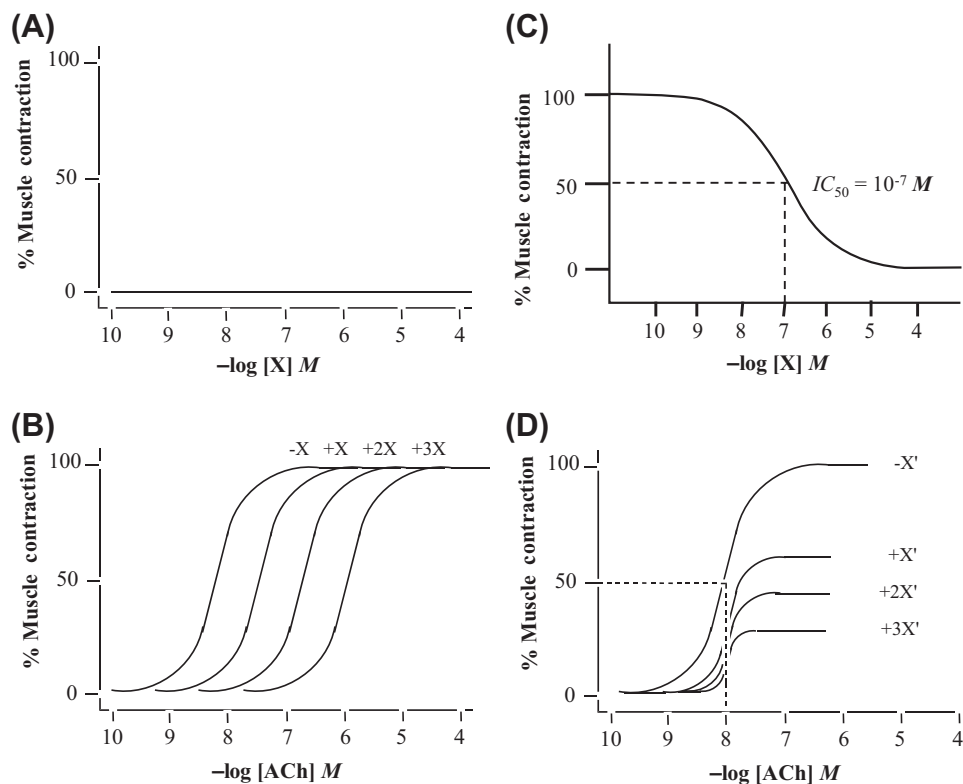 (A)
% Muscle contraction
100
50
0
10 9 8 7 6 5 4
–log [X] M
(C)
% Muscle contraction
100
50
0
IC50 = 10-7 M
10 9 8 7 6 5 4
–log [X] M
(B)
-X +X +2X +3X
% Muscle contraction
100
50
0
10 9 8 7 6 5 4
–log [ACh] M
(D)
% Muscle contraction
100
50
0
-X'
+X'
+2X'
+3X'
10 9 8 7 6 5 4
–log [ACh] M